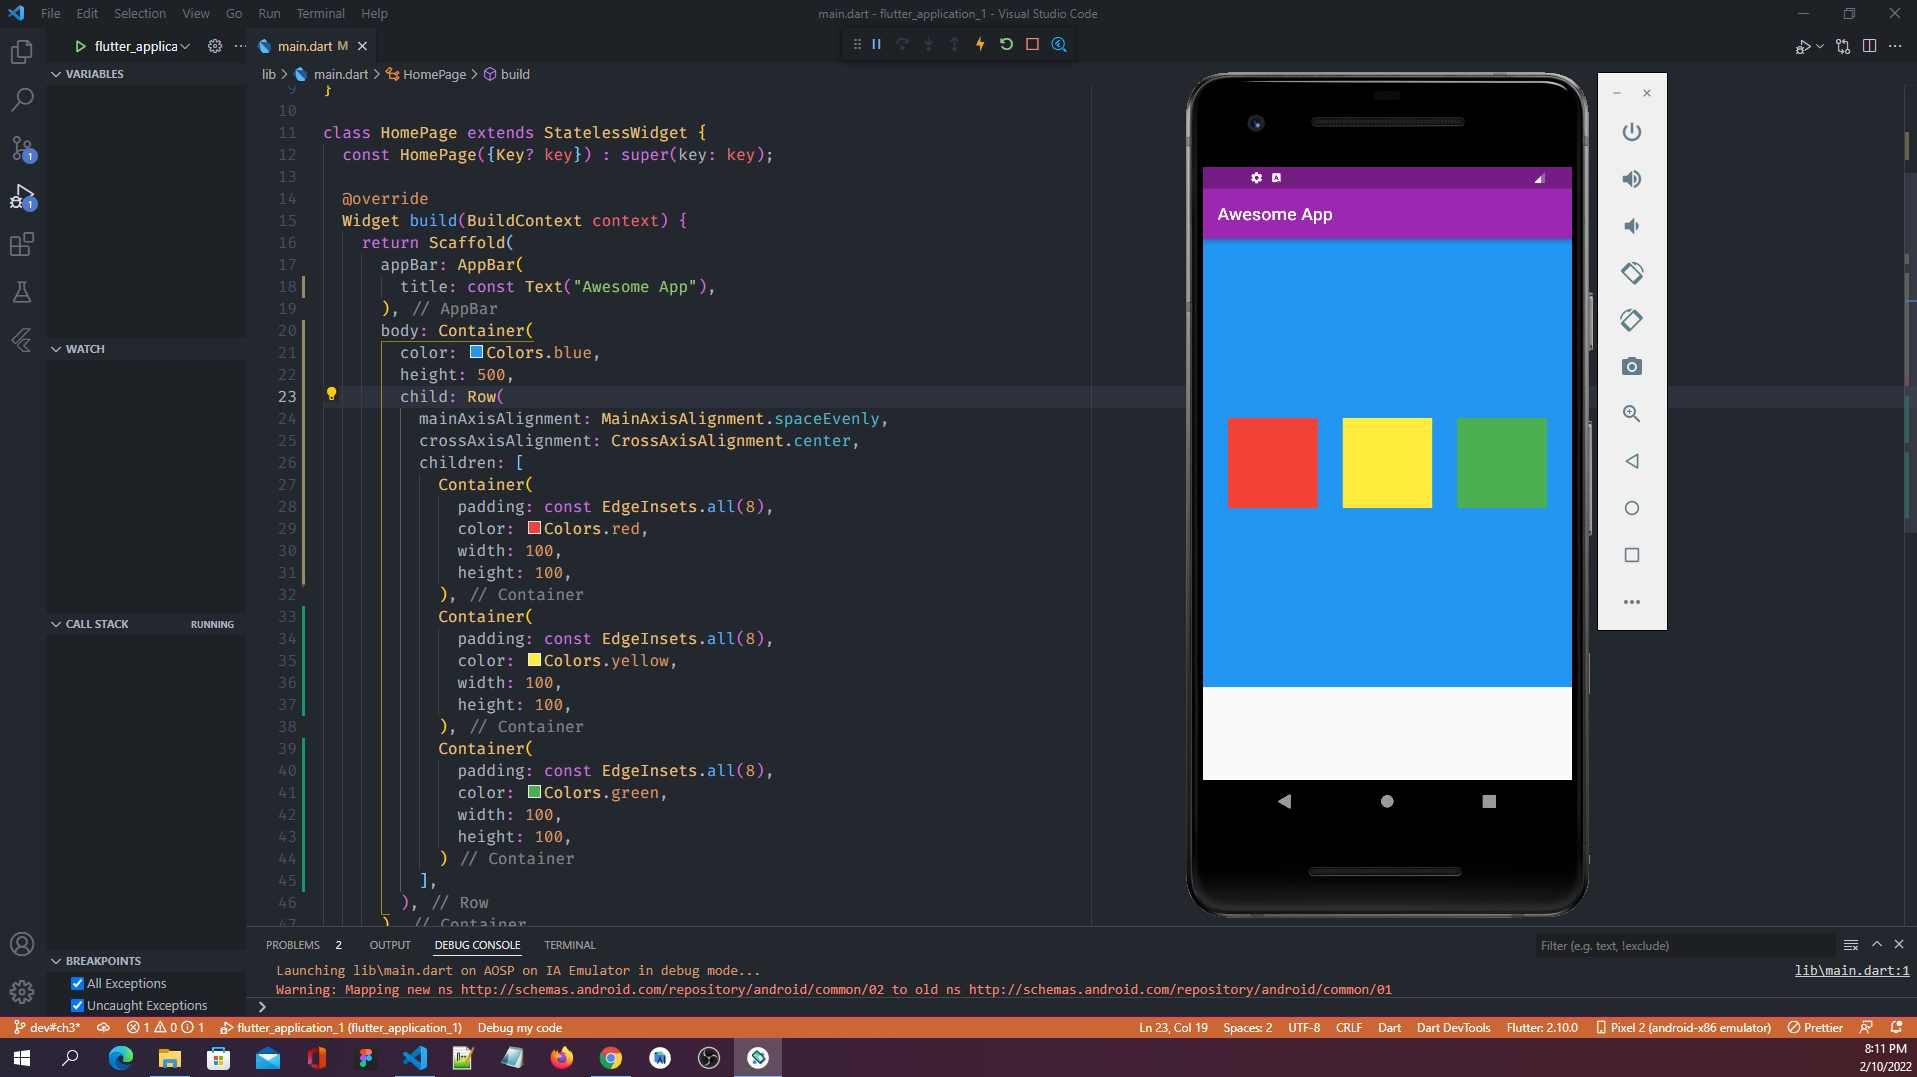 File Edit Selection View Go Run Terminal Help
main.dart - flutter_application_1 - Visual Studio Code
flutter_applica
main.dart M
lib > main.dart > HomePage > build
VARIABLES
WATCH
CALL STACK RUNNING
BREAKPOINTS
All Exceptions
Uncaught Exceptions
1
1
9 }
10
11 class HomePage extends StatelessWidget {
12 const HomePage({Key? key}) : super(key: key);
13
14 @override
15 Widget build(BuildContext context) {
16 return Scaffold(
17 appBar: AppBar(
18 title: const Text("Awesome App"),
19 ), // AppBar
20 body: Container(
21 color: Colors.blue,
22 height: 500,
23 child: Row(
24 mainAxisAlignment: MainAxisAlignment.spaceEvenly,
25 crossAxisAlignment: CrossAxisAlignment.center,
26 children: [
27 Container(
28 padding: const EdgeInsets.all(8),
29 color: Colors.red,
30 width: 100,
31 height: 100,
32 ), // Container
33 Container(
34 padding: const EdgeInsets.all(8),
35 color: Colors.yellow,
36 width: 100,
37 height: 100,
38 ), // Container
39 Container(
40 padding: const EdgeInsets.all(8),
41 color: Colors.green,
42 width: 100,
43 height: 100,
44 ) // Container
45 ],
46 ), // Row
47 ) // Container
Awesome App
PROBLEMS 2 OUTPUT DEBUG CONSOLE TERMINAL
Filter (e.g. text, !exclude)
Launching lib\main.dart on AOSP on IA Emulator in debug mode...
lib\main.dart:1
Warning: Mapping new ns http://schemas.android.com/repository/android/common/02 to old ns http://schemas.android.com/repository/android/common/01
dev#ch3* 1 0 1 flutter_application_1 (flutter_application_1) Debug my code Ln 23, Col 19 Spaces: 2 UTF-8 CRLF Dart Dart DevTools Flutter: 2.10.0 Pixel 2 (android-x86 emulator) Prettier
8:11 PM
2/10/2022